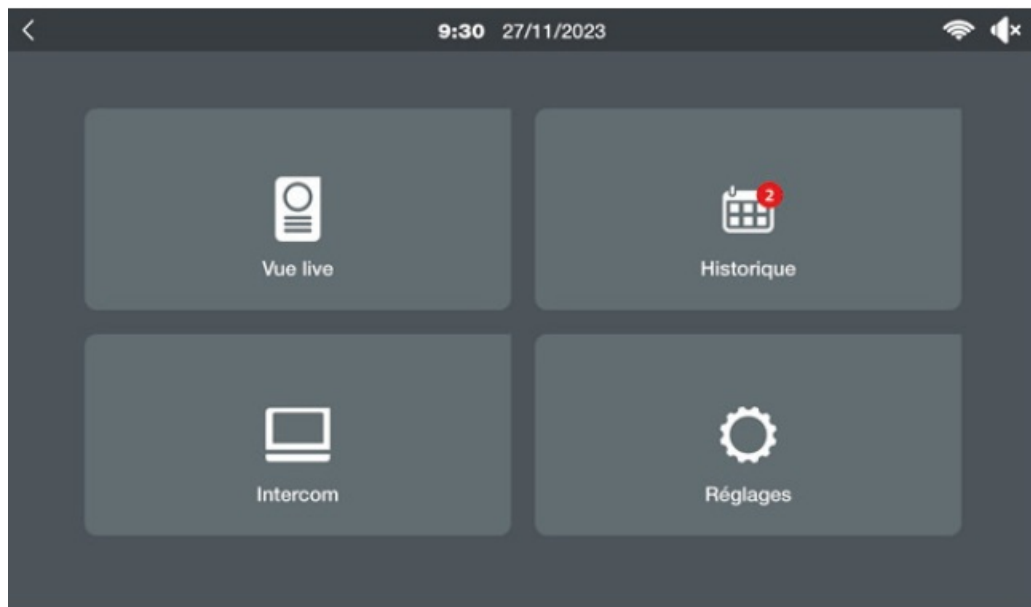 9:30 27/11/2023
2
Vue live
Historique
Intercom
Réglages